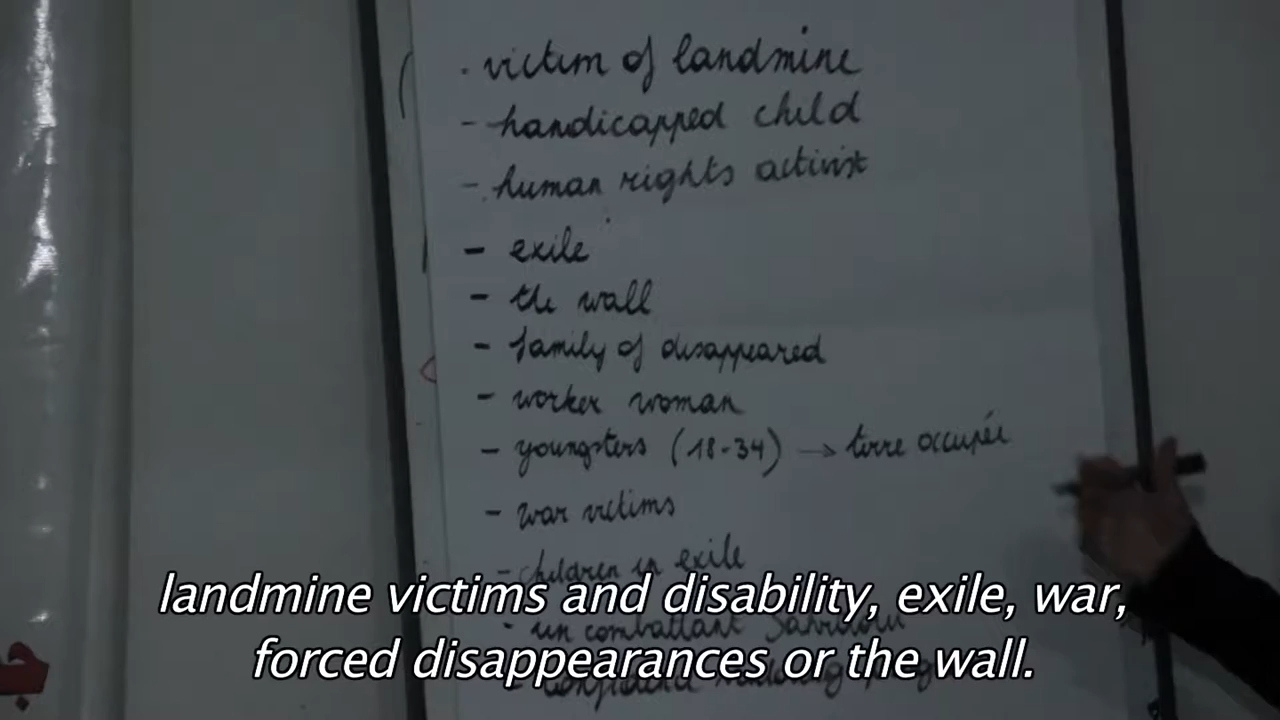 . victim of landmine
- handicapped child
- human rights activist
- exile
- the wall
- family of disappeared
- worker woman
- youngsters (18-34) → terre occupée
- war victims
- children in exile
- un combattant Sahraoui
landmine victims and disability, exile, war,
forced disappearances or the wall.